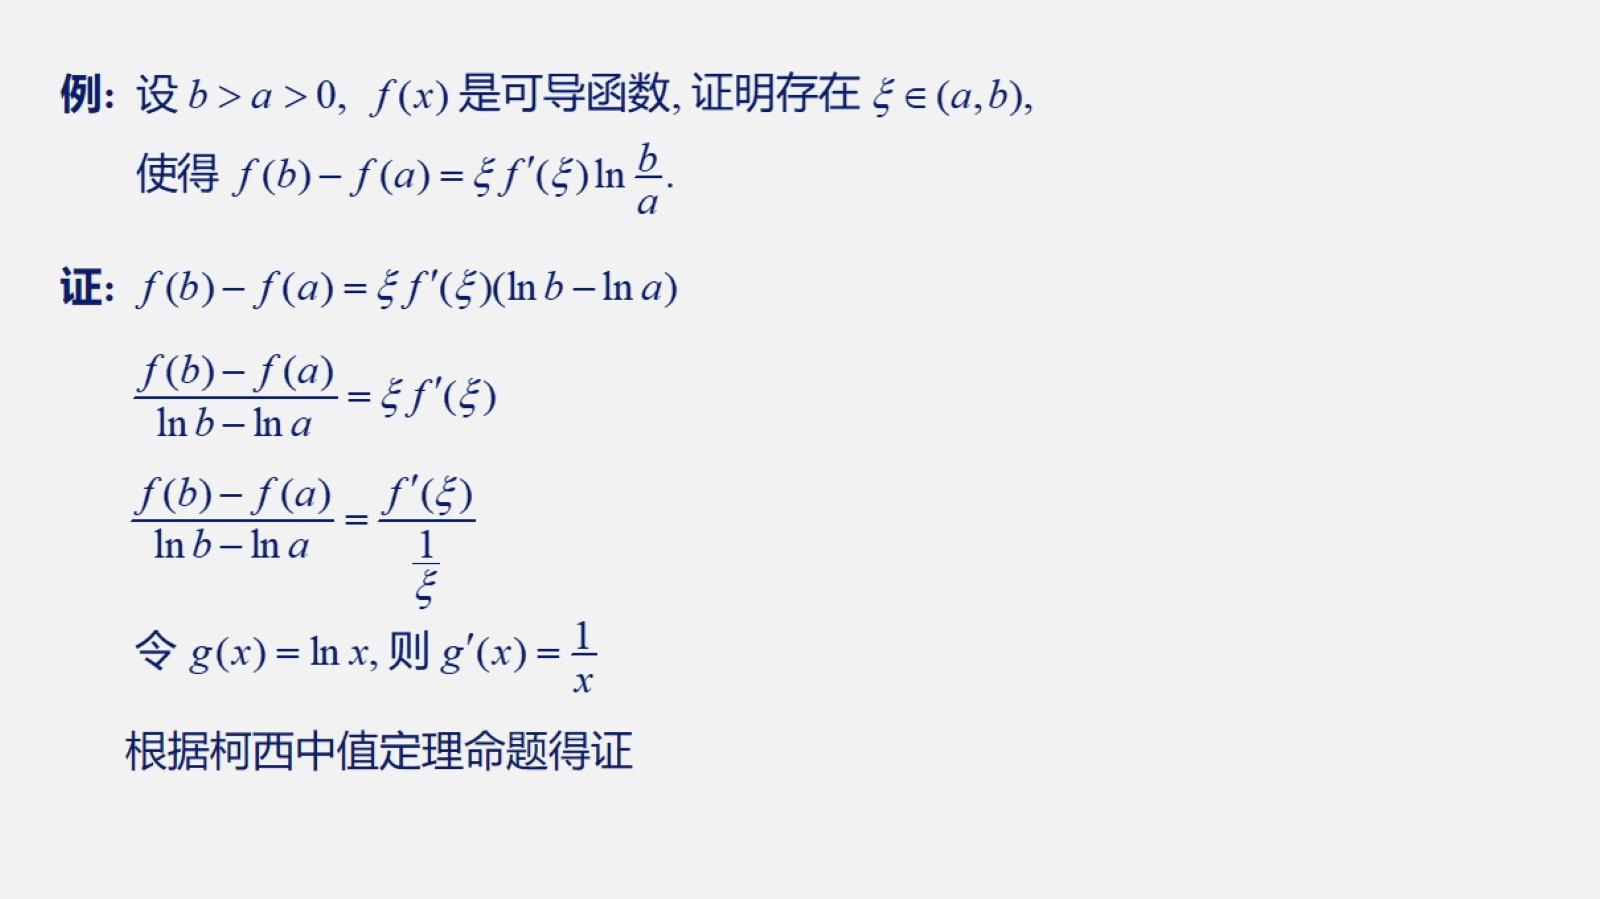 例: 设 b > a > 0, f(x) 是可导函数, 证明存在 ξ ∈ (a,b),
使得 f(b) − f(a) = ξ f′(ξ) ln b/a.
证: f(b) − f(a) = ξ f′(ξ)(ln b − ln a)
(f(b) − f(a))/(ln b − ln a) = ξ f′(ξ)
(f(b) − f(a))/(ln b − ln a) = f′(ξ)/(1/ξ)
令 g(x) = ln x, 则 g′(x) = 1/x
根据柯西中值定理命题得证